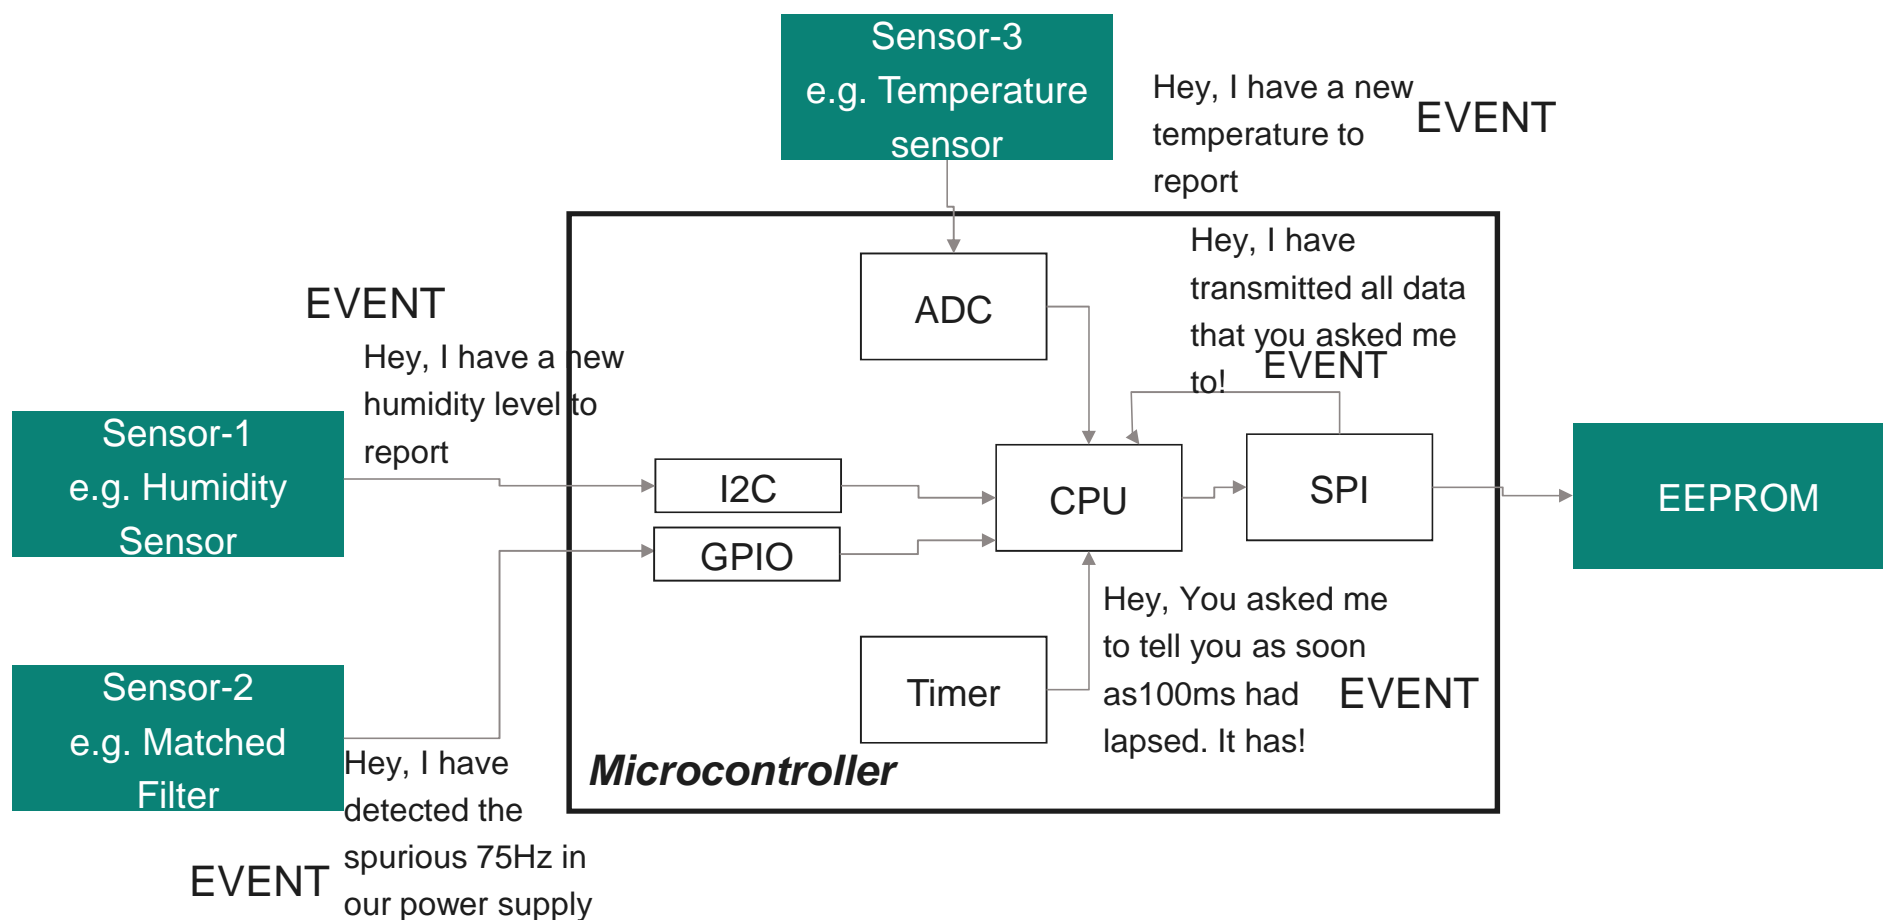 Sensor-3
e.g. Temperature
sensor
Hey, I have a new
temperature to
report
EVENT
Hey, I have
transmitted all data
that you asked me
to!
EVENT
ADC
EVENT
Hey, I have a new
humidity level to
report
Sensor-1
e.g. Humidity
Sensor
I2C
GPIO
CPU
SPI
EEPROM
Timer
Hey, You asked me
to tell you as soon
as100ms had
lapsed. It has!
EVENT
Microcontroller
Sensor-2
e.g. Matched
Filter
Hey, I have
detected the
spurious 75Hz in
our power supply
EVENT